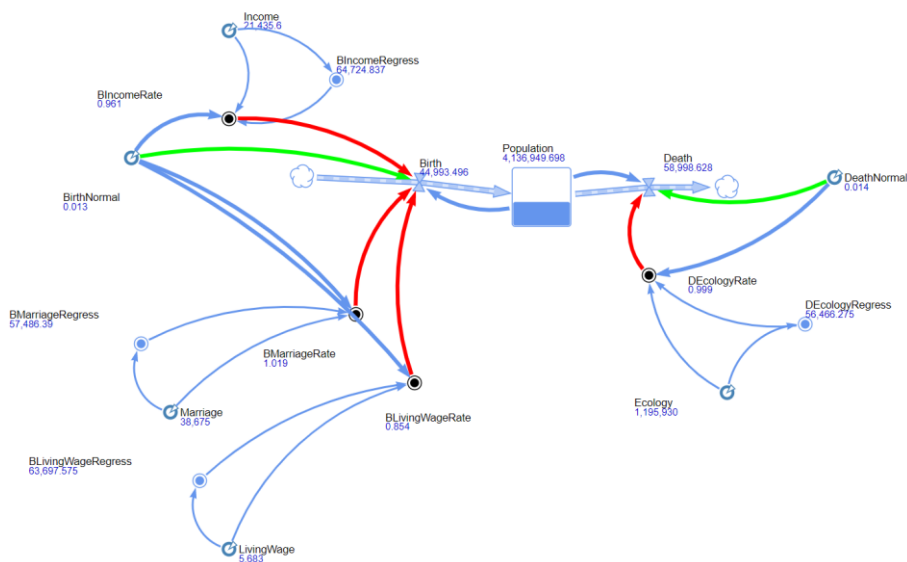 Income
21,435.6
BIncomeRegress
64,724.837
BIncomeRate
0.961
Birth
44,993.496
Population
4,136,949.698
Death
58,998.628
BirthNormal
0.013
DeathNormal
0.014
DEcologyRate
0.999
DEcologyRegress
56,466.275
BMarriageRegress
57,486.39
BMarriageRate
1.019
Marriage
38,675
BLivingWageRate
0.854
Ecology
1,195,930
BLivingWageRegress
63,697.575
LivingWage
5.683